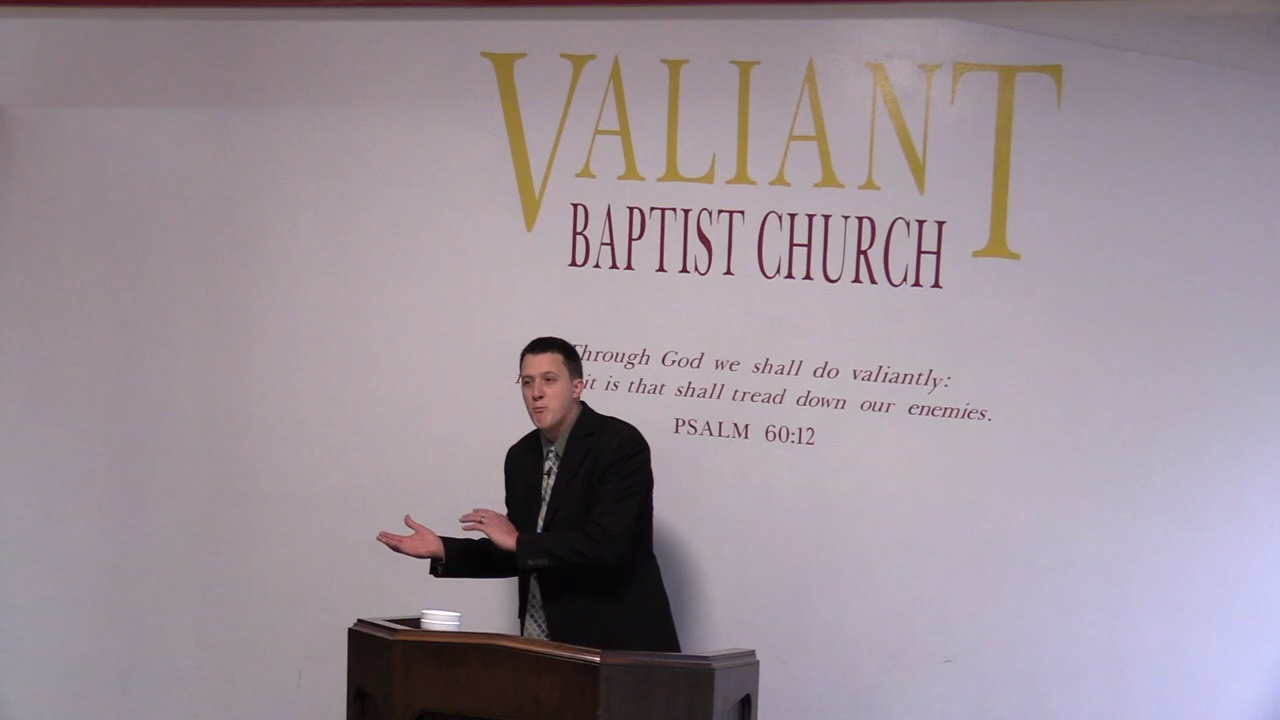 VALIANT
BAPTIST CHURCH
Through God we shall do valiantly:
it is that shall tread down our enemies.
PSALM 60:12